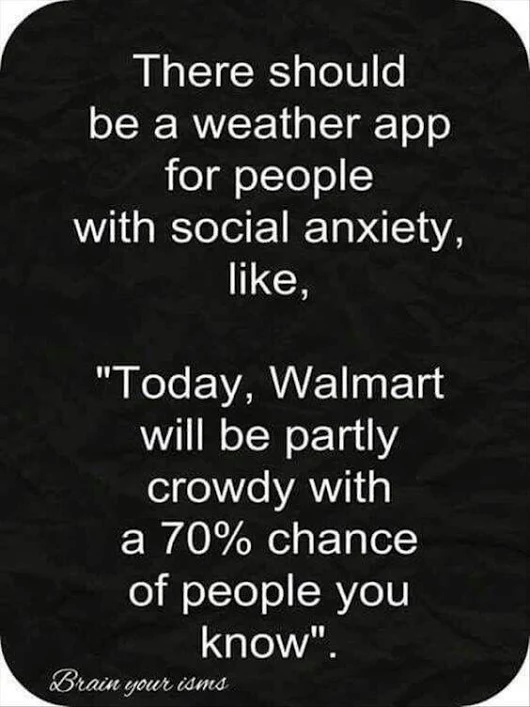 There should
be a weather app
for people
with social anxiety,
like,
"Today, Walmart
will be partly
crowdy with
a 70% chance
of people you
know".
Brain your isms